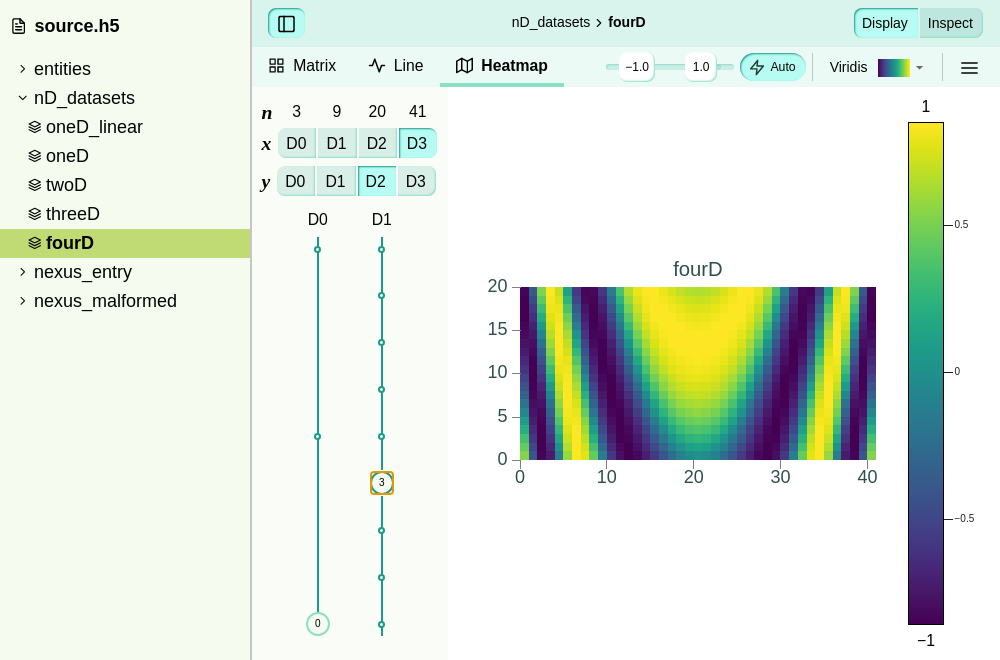 source.h5
nD_datasets › fourD
Display
Inspect
entities
nD_datasets
oneD_linear
oneD
twoD
threeD
fourD
nexus_entry
nexus_malformed
Matrix
Line
Heatmap
−1.0
1.0
Auto
Viridis
n 3 9 20 41
x D0 D1 D2 D3
y D0 D1 D2 D3
D0 D1
3
0
fourD
20
15
10
5
0
0 10 20 30 40
1
0.5
0
−0.5
−1